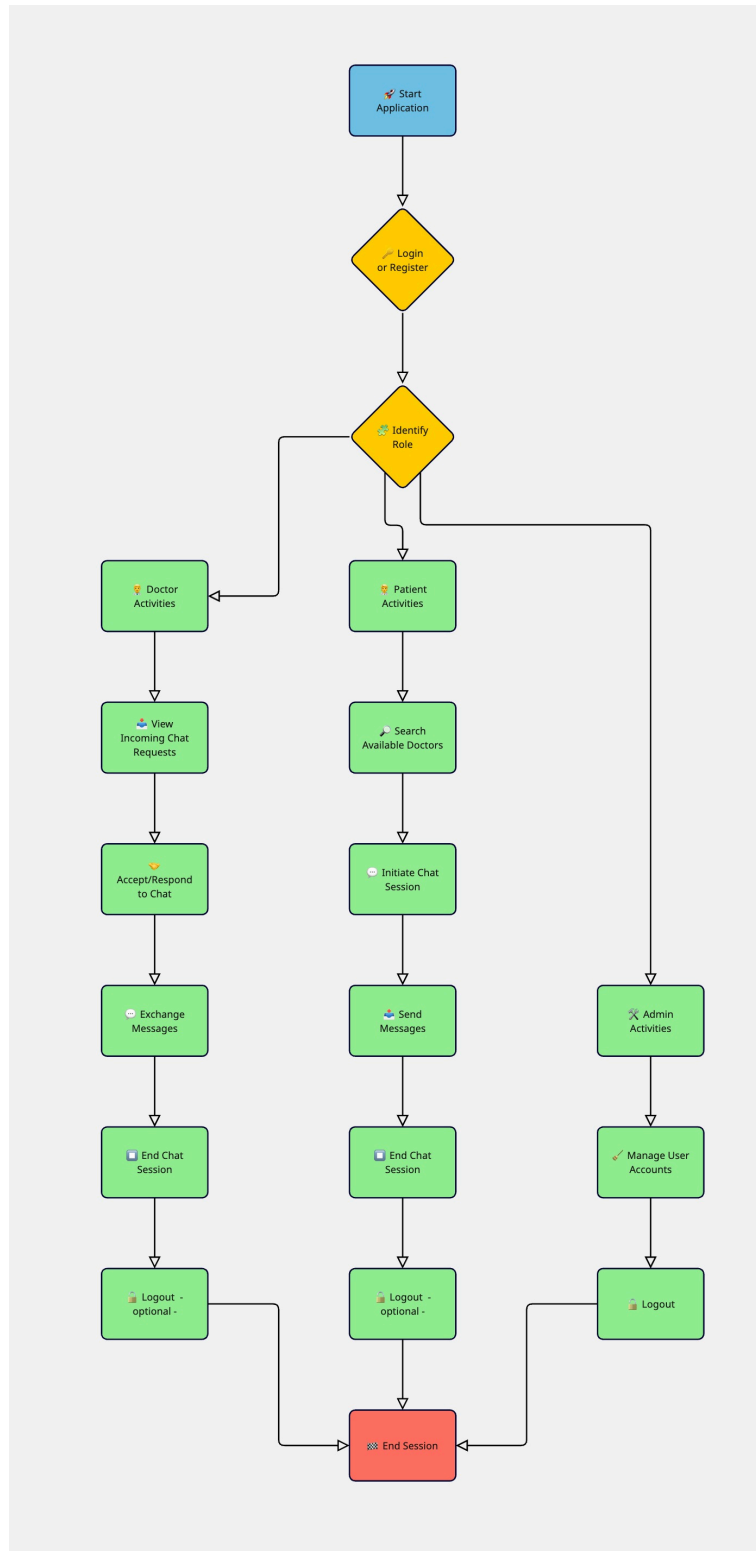 🚀 Start
Application
🔑 Login
or Register
🧩 Identify
Role
Doctor
Activities
Patient
Activities
📥 View
Incoming Chat
Requests
🔎 Search
Available Doctors
🤝
Accept/Respond
to Chat
💬 Initiate Chat
Session
💬 Exchange
Messages
📤 Send
Messages
🛠 Admin
Activities
⏹ End Chat
Session
⏹ End Chat
Session
🧹 Manage User
Accounts
🔒 Logout -
optional -
🔒 Logout -
optional -
🔒 Logout
🏁 End Session